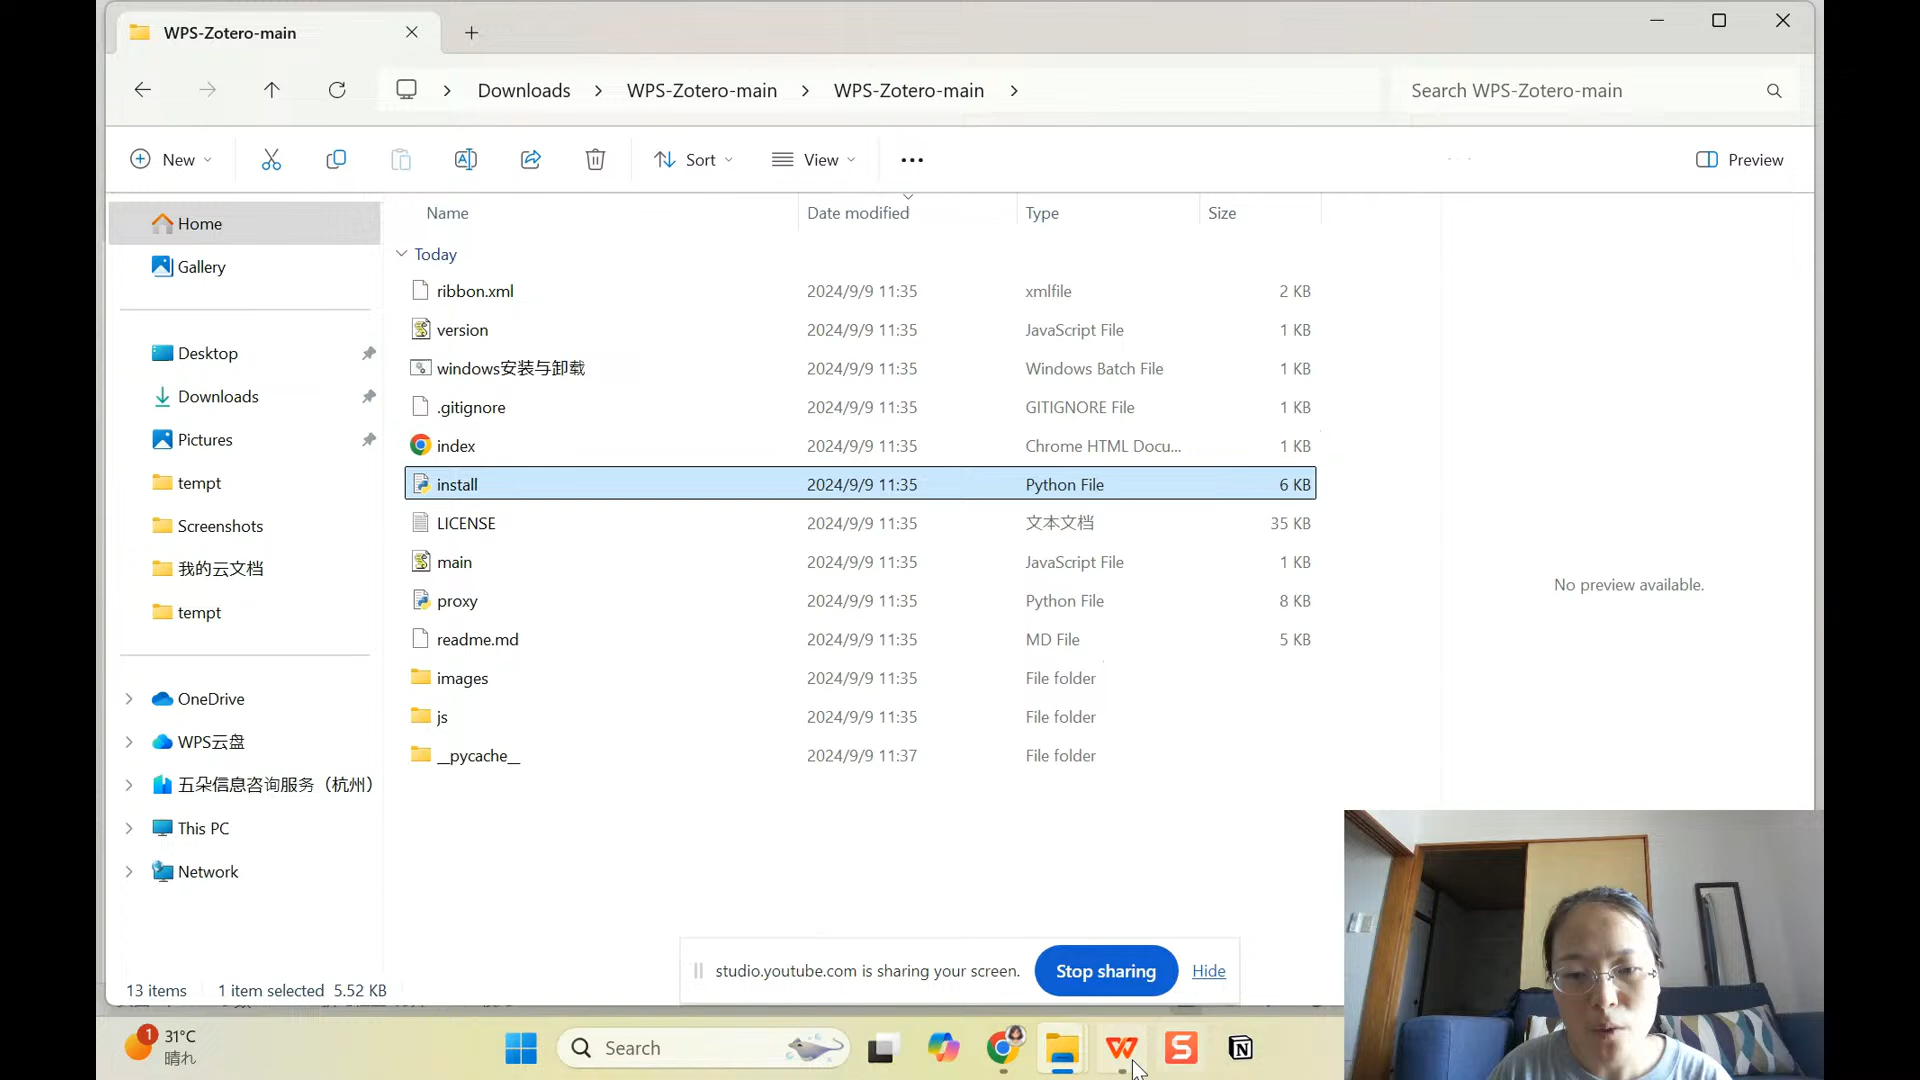 WPS-Zotero-main
Downloads
WPS-Zotero-main
WPS-Zotero-main
Search WPS-Zotero-main
New
Sort
View
Preview
Home
Gallery
Desktop
Downloads
Pictures
tempt
Screenshots
我的云文档
tempt
OneDrive
WPS云盘
五朵信息咨询服务（杭州）
This PC
Network
Name Date modified Type Size
Today
ribbon.xml 2024/9/9 11:35 xmlfile 2 KB
version 2024/9/9 11:35 JavaScript File 1 KB
windows安装与卸载 2024/9/9 11:35 Windows Batch File 1 KB
.gitignore 2024/9/9 11:35 GITIGNORE File 1 KB
index 2024/9/9 11:35 Chrome HTML Docu... 1 KB
install 2024/9/9 11:35 Python File 6 KB
LICENSE 2024/9/9 11:35 文本文档 35 KB
main 2024/9/9 11:35 JavaScript File 1 KB
proxy 2024/9/9 11:35 Python File 8 KB
readme.md 2024/9/9 11:35 MD File 5 KB
images 2024/9/9 11:35 File folder
js 2024/9/9 11:35 File folder
__pycache__ 2024/9/9 11:37 File folder
No preview available.
studio.youtube.com is sharing your screen. Stop sharing Hide
13 items 1 item selected 5.52 KB
1
31°C
晴れ
Search